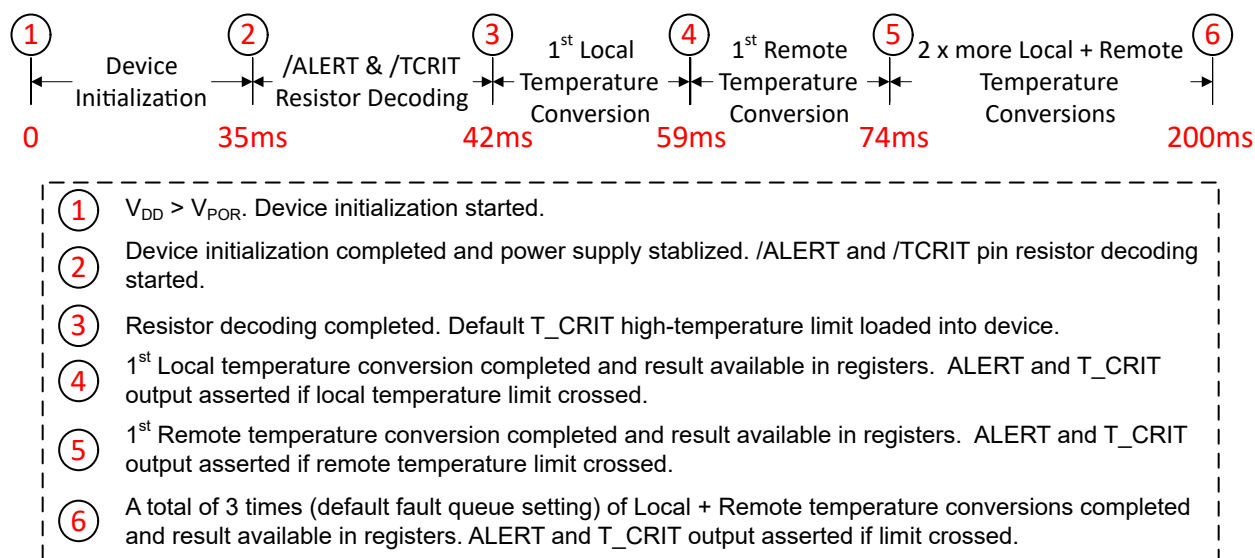 1 2 3 4 5 6
Device
Initialization
/ALERT & /TCRIT
Resistor Decoding
1st Local
Temperature
Conversion
1st Remote
Temperature
Conversion
2 x more Local + Remote
Temperature
Conversions
0 35ms 42ms 59ms 74ms 200ms
1 VDD > VPOR. Device initialization started.
2 Device initialization completed and power supply stablized. /ALERT and /TCRIT pin resistor decoding
started.
3 Resistor decoding completed. Default T_CRIT high-temperature limit loaded into device.
4 1st Local temperature conversion completed and result available in registers. ALERT and T_CRIT
output asserted if local temperature limit crossed.
5 1st Remote temperature conversion completed and result available in registers. ALERT and T_CRIT
output asserted if remote temperature limit crossed.
6 A total of 3 times (default fault queue setting) of Local + Remote temperature conversions completed
and result available in registers. ALERT and T_CRIT output asserted if limit crossed.